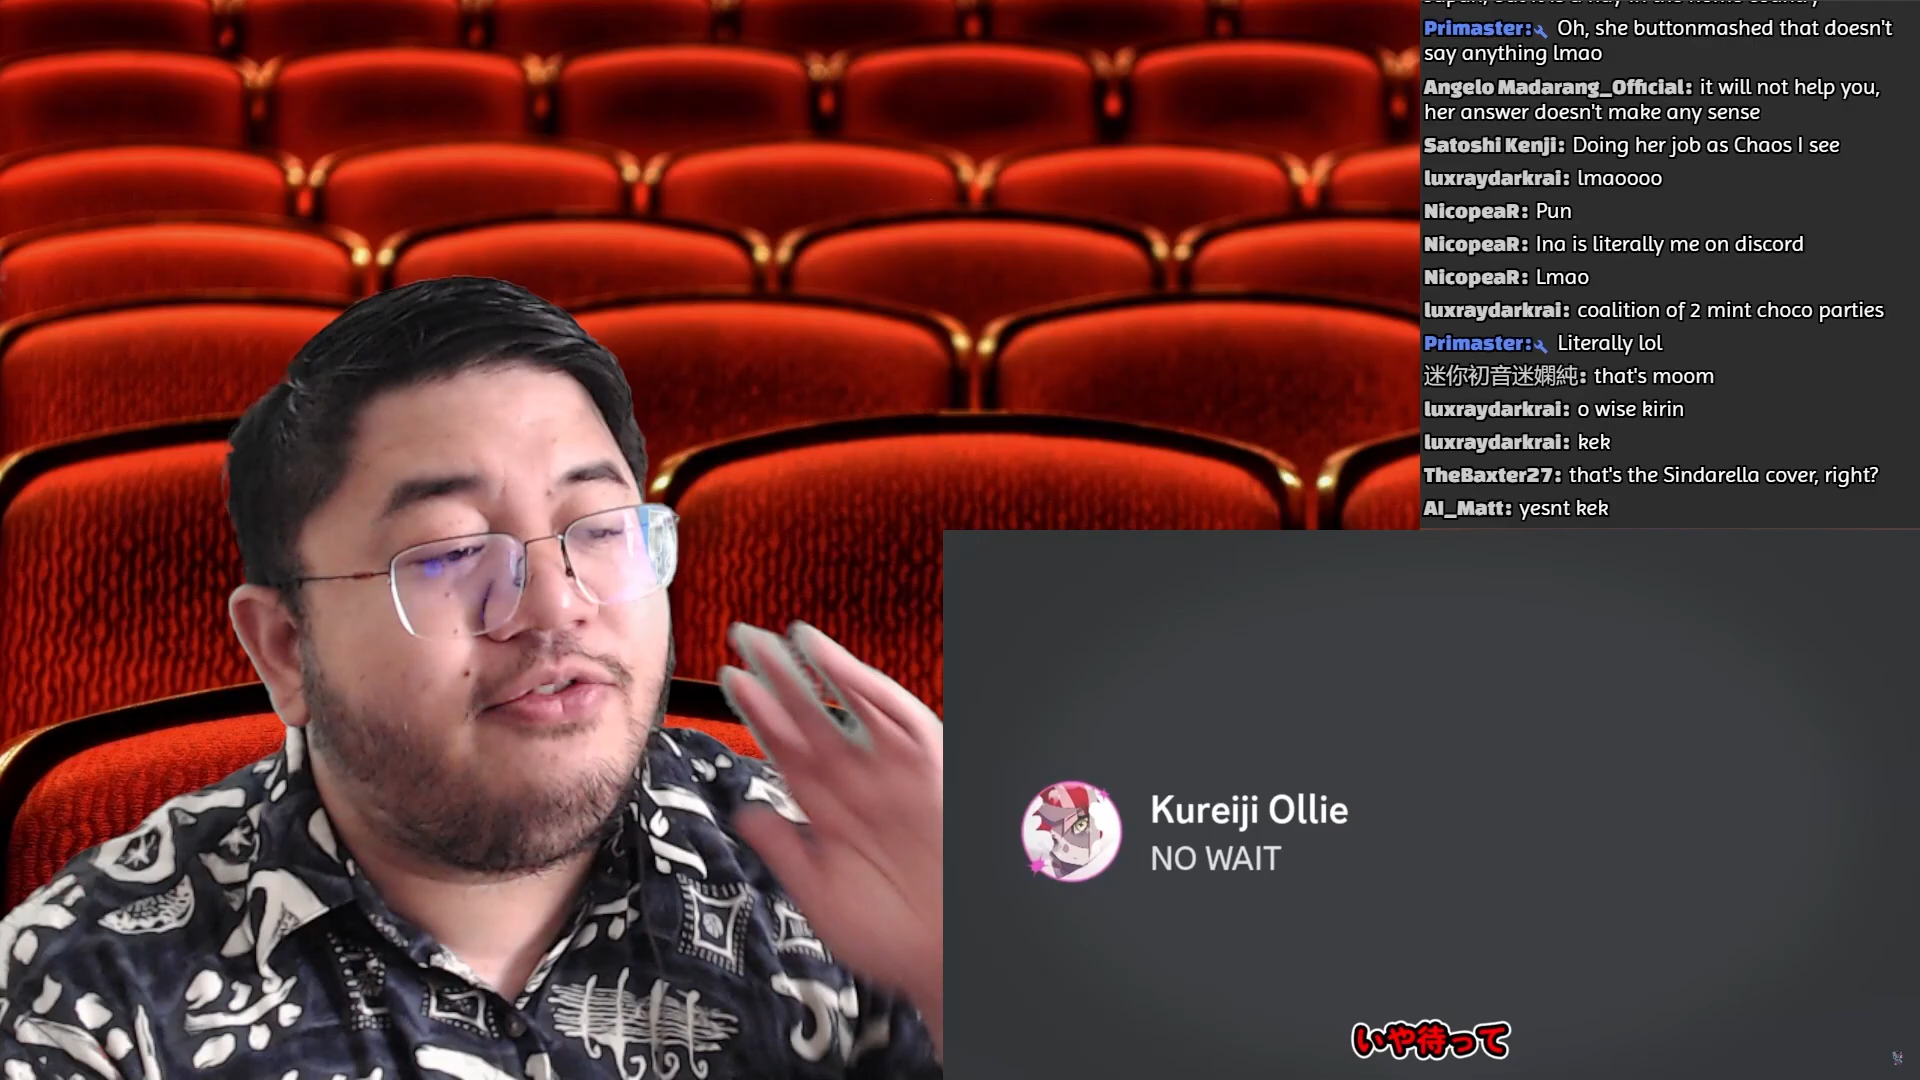 Primaster: Oh, she buttonmashed that doesn't
say anything lmao
Angelo Madarang_Official: it will not help you,
her answer doesn't make any sense
Satoshi Kenji: Doing her job as Chaos I see
luxraydarkrai: lmaoooo
NicopeaR: Pun
NicopeaR: Ina is literally me on discord
NicopeaR: Lmao
luxraydarkrai: coalition of 2 mint choco parties
Primaster: Literally lol
迷你初音迷嫻純: that's moom
luxraydarkrai: o wise kirin
luxraydarkrai: kek
TheBaxter27: that's the Sindarella cover, right?
AI_Matt: yesnt kek
Kureiji Ollie
NO WAIT
いや待って